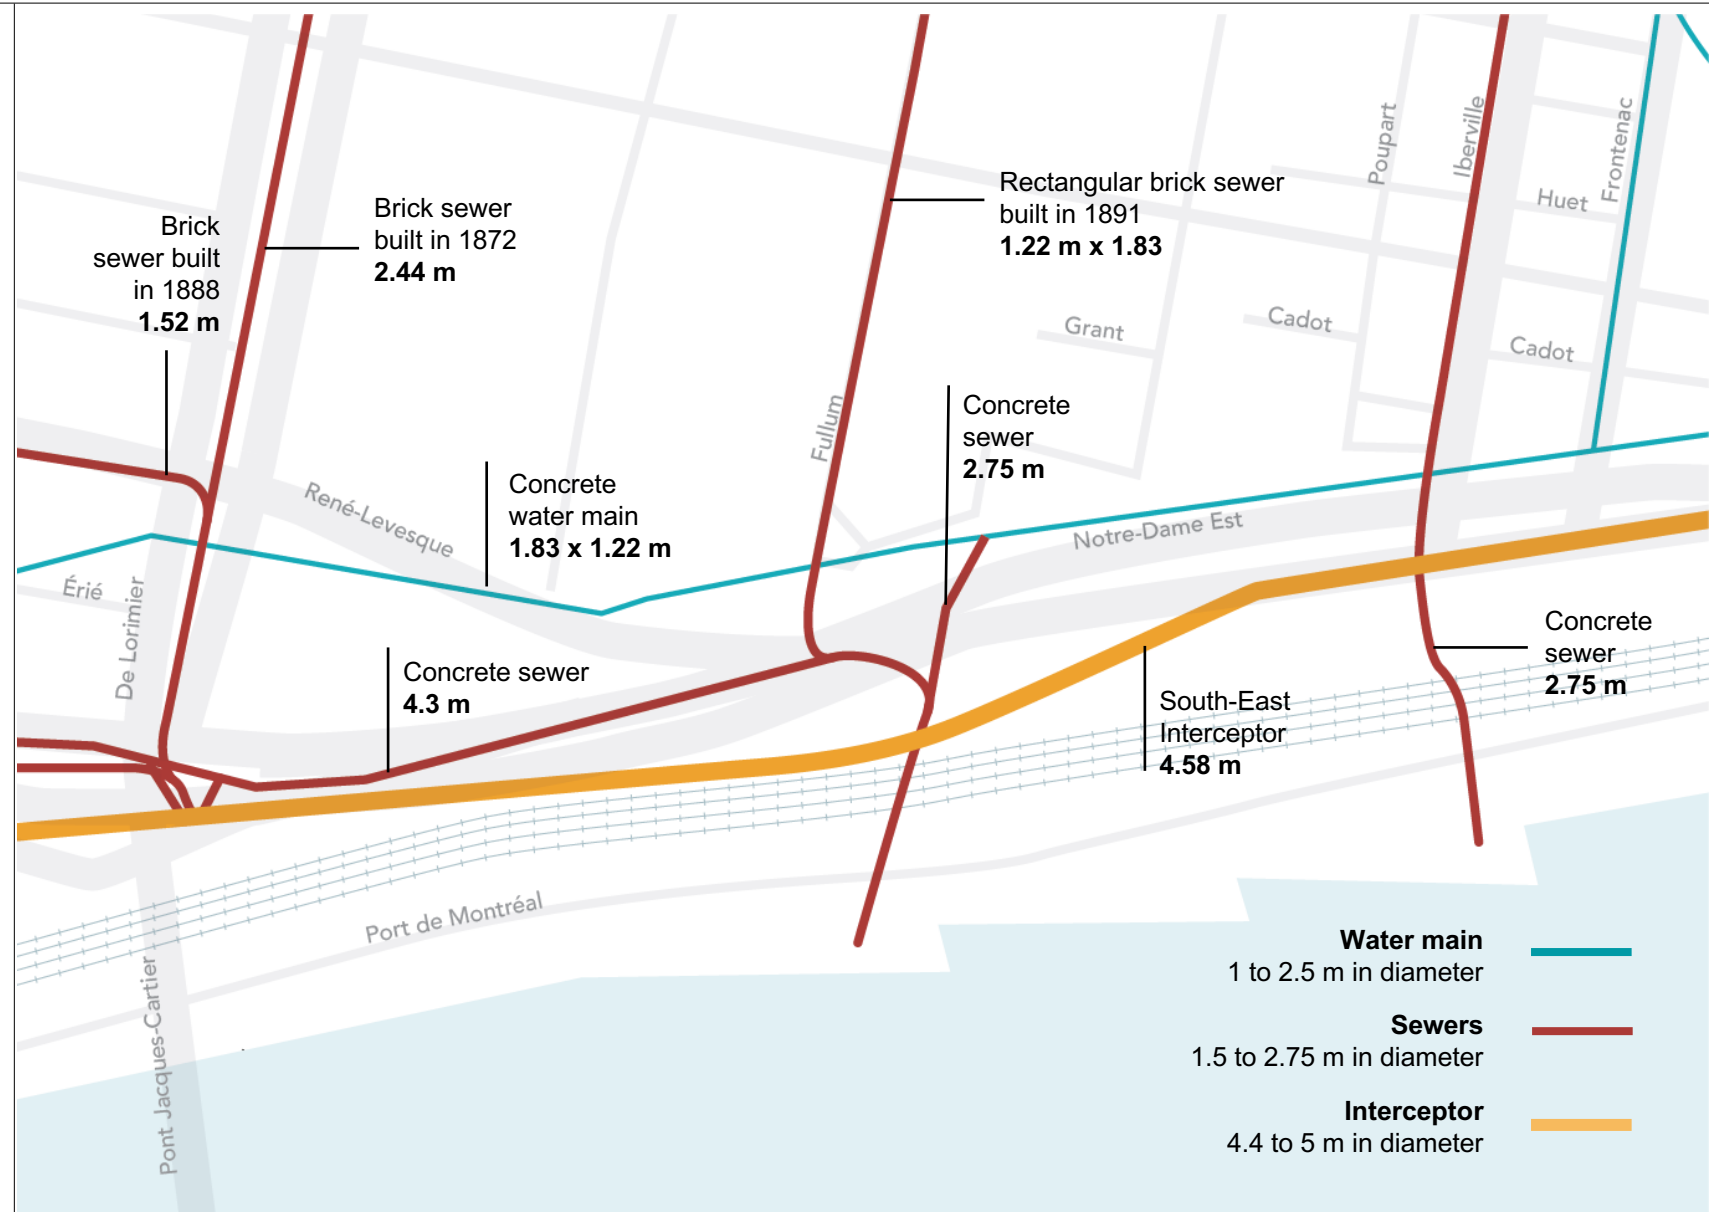 Brick
sewer built
in 1888
1.52 m
Brick sewer
built in 1872
2.44 m
Rectangular brick sewer
built in 1891
1.22 m x 1.83
Poupart
Iberville
Frontenac
Huet
Grant
Cadot
Cadot
Fullum
Concrete
sewer
2.75 m
René-Levesque
Concrete
water main
1.83 x 1.22 m
Notre-Dame Est
Érié
De Lorimier
Concrete sewer
4.3 m
Concrete
sewer
2.75 m
South-East
Interceptor
4.58 m
Port de Montréal
Pont Jacques-Cartier
Water main
1 to 2.5 m in diameter
Sewers
1.5 to 2.75 m in diameter
Interceptor
4.4 to 5 m in diameter